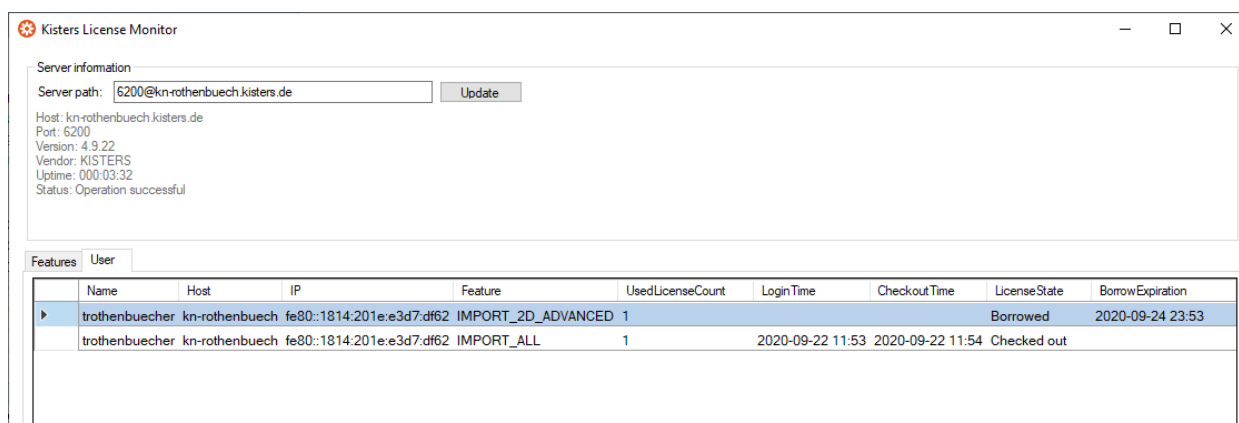 Kisters License Monitor
Server information
Server path: 6200@kn-rothenbuech.kisters.de Update
Host: kn-rothenbuech.kisters.de
Port: 6200
Version: 4.9.22
Vendor: KISTERS
Uptime: 000:03:32
Status: Operation successful
Features User
Name Host IP Feature UsedLicenseCount LoginTime CheckoutTime LicenseState BorrowExpiration
trothenbuecher kn-rothenbuech fe80::1814:201e:e3d7:df62 IMPORT_2D_ADVANCED 1 Borrowed 2020-09-24 23:53
trothenbuecher kn-rothenbuech fe80::1814:201e:e3d7:df62 IMPORT_ALL 1 2020-09-22 11:53 2020-09-22 11:54 Checked out